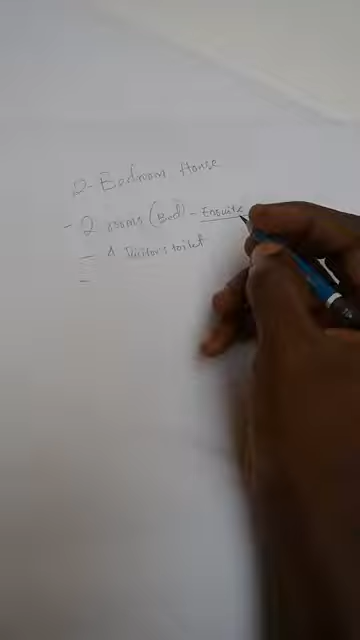 2-Bedroom House
- 2 rooms (Bed) - Ensuite
- A Visitor's toilet
-